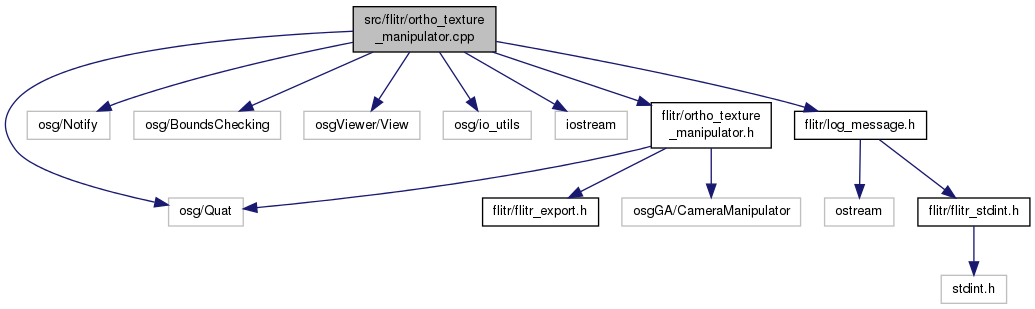 src/flitr/ortho_texture
_manipulator.cpp
osg/Notify
osg/BoundsChecking
osgViewer/View
osg/io_utils
iostream
flitr/ortho_texture
_manipulator.h
flitr/log_message.h
osg/Quat
flitr/flitr_export.h
osgGA/CameraManipulator
ostream
flitr/flitr_stdint.h
stdint.h